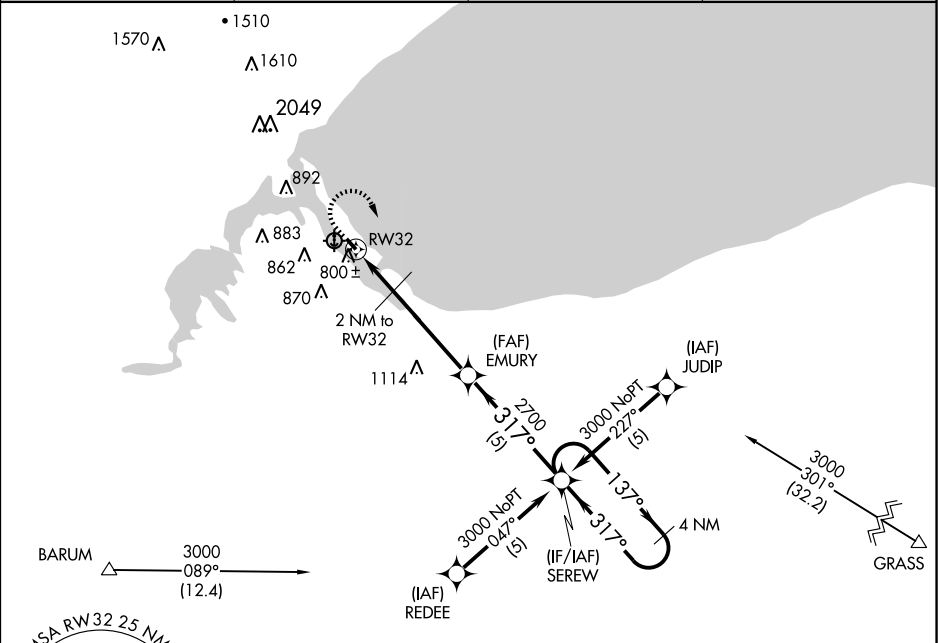 1510
1570
1610
2049
892
883
RW32
862
800±
870
2 NM to
RW32
1114
(FAF)
EMURY
(IAF)
JUDIP
2700
317°
(5)
3000 NoPT
227°
(5)
137°
4 NM
317°
3000 NoPT
047°
(5)
(IF/IAF)
SEREW
(IAF)
REDEE
3000
301°
(32.2)
GRASS
BARUM
3000
089°
(12.4)
MSA RW32 25 NM